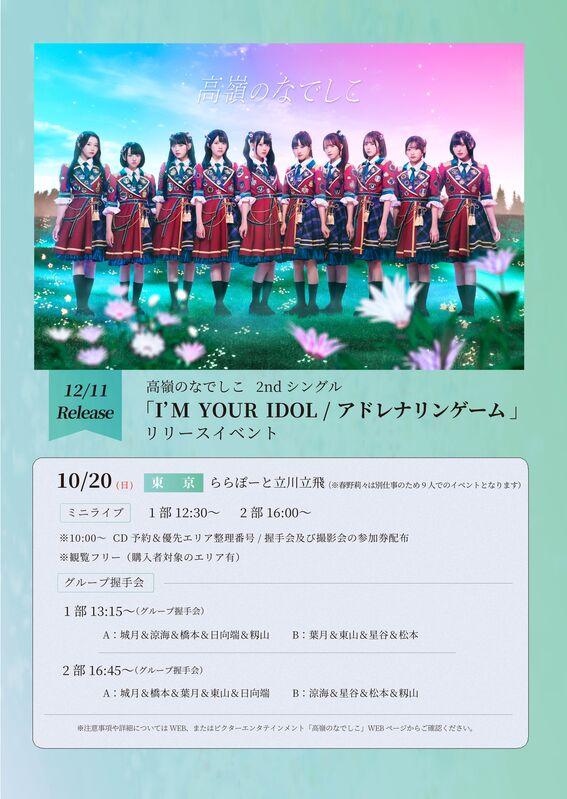 高嶺のなでしこ
12/11
Release
高嶺のなでしこ 2nd シングル
「I'M YOUR IDOL / アドレナリンゲーム」
リリースイベント
10/20（日） 東 京 ららぽーと立川立飛（※春野莉々は別仕事のため9人でのイベントとなります）
ミニライブ 1部 12:30～ 2部 16:00～
※10:00～ CD予約＆優先エリア整理番号 / 握手会及び撮影会の参加券配布
※観覧フリー（購入者対象のエリア有）
グループ握手会
1部 13:15～（グループ握手会）
A：城月＆涼海＆橋本＆日向端＆籾山 B：葉月＆東山＆星谷＆松本
2部 16:45～（グループ握手会）
A：城月＆橋本＆葉月＆東山＆日向端 B：涼海＆星谷＆松本＆籾山
※注意事項や詳細については WEB、またはビクターエンタテインメント「高嶺のなでしこ」WEB ページからご確認ください。